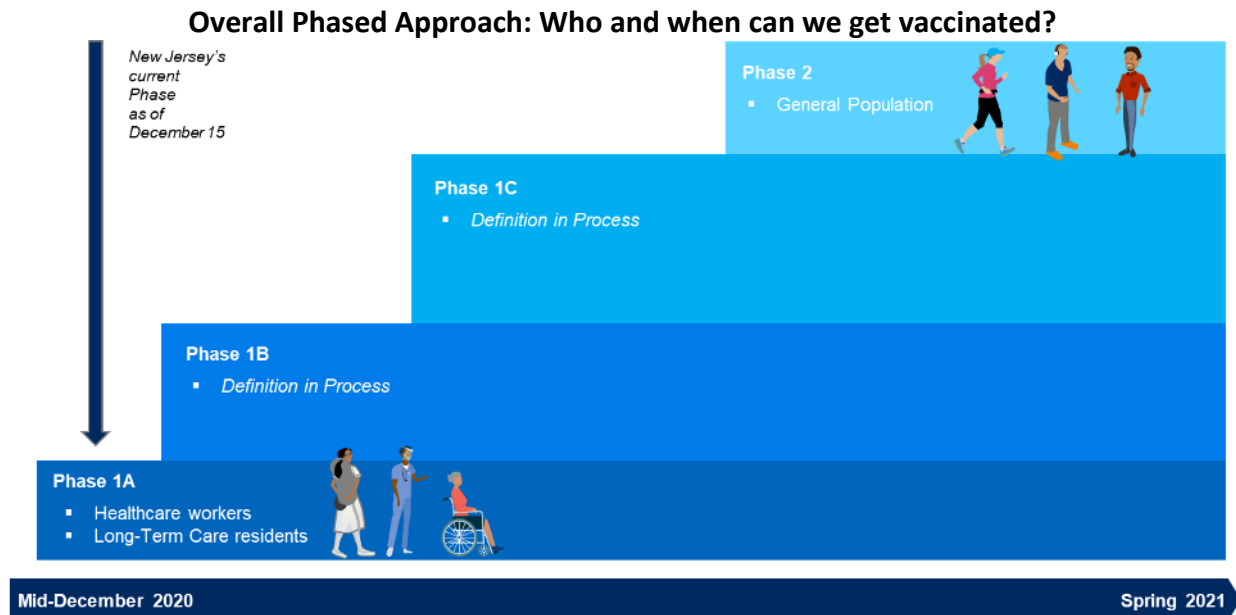 Overall Phased Approach: Who and when can we get vaccinated?
New Jersey's
current
Phase
as of
December 15
Phase 2
▪ General Population
Phase 1C
▪ Definition in Process
Phase 1B
▪ Definition in Process
Phase 1A
▪ Healthcare workers
▪ Long-Term Care residents
Mid-December 2020
Spring 2021